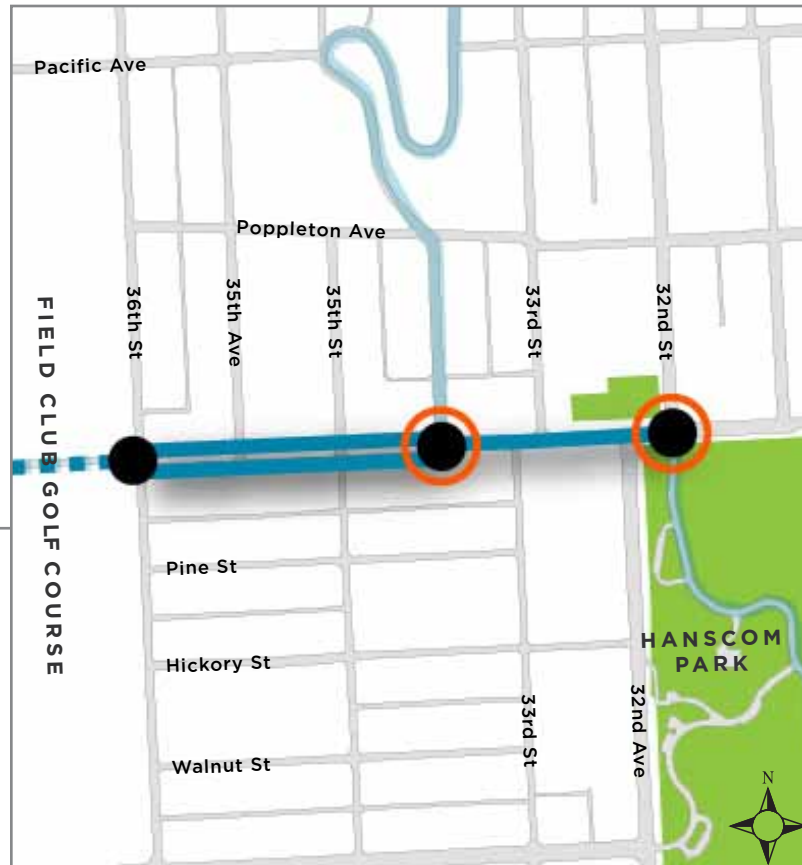 Pacific Ave
Poppleton Ave
36th St
35th Ave
35th St
33rd St
32nd St
FIELD CLUB GOLF COURSE
Pine St
Hickory St
HANSCOM
PARK
33rd St
32nd Ave
Walnut St
N